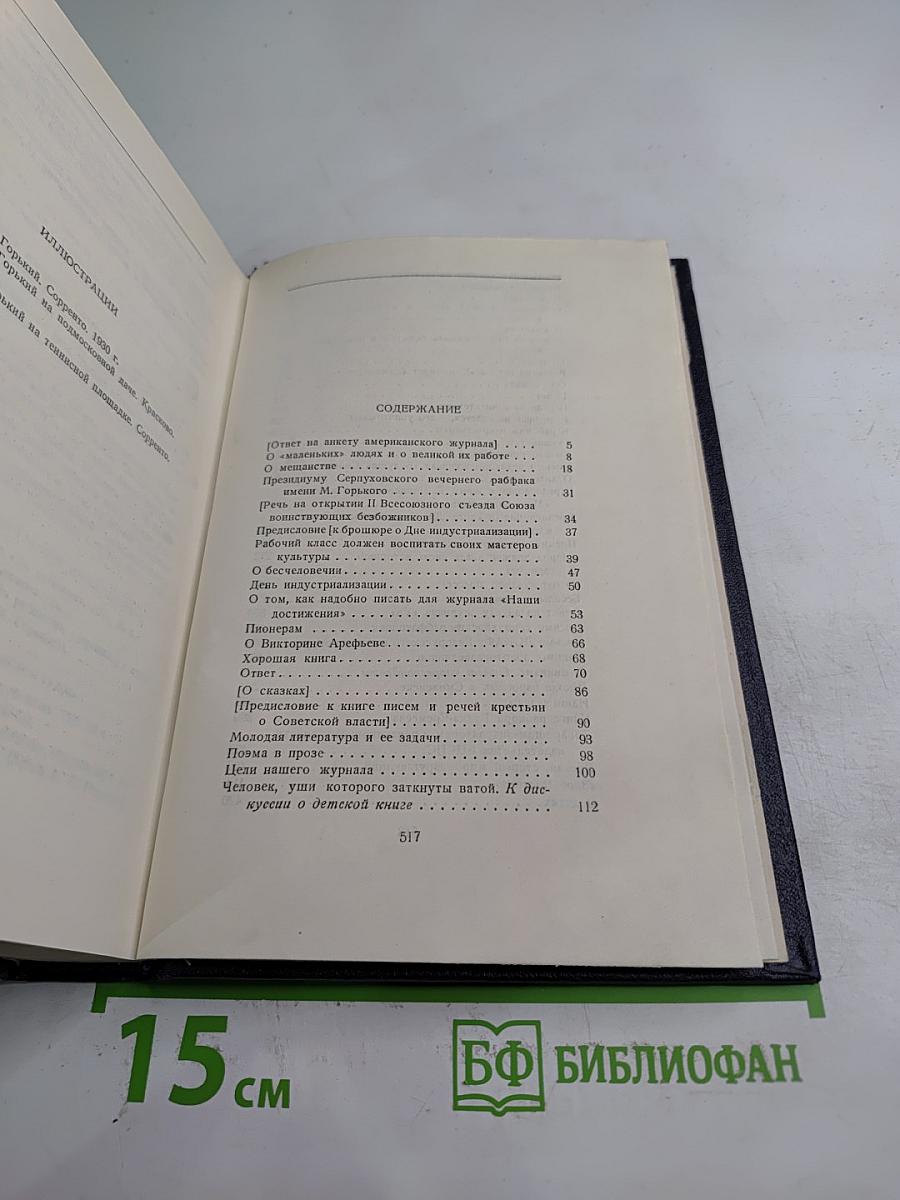 ИЛЛЮСТРАЦИИ
Горький. Сорренто. 1930 г.
Горький на подмосковной даче. Красково.
на теннисной площадке. Сорренто.
СОДЕРЖАНИЕ
[Ответ на анкету американского журнала] . . . . 5
О «маленьких» людях и о великой их работе . . . 8
О мещанстве . . . . . . . . . . . . . . . . . . . . . . . . 18
Президиуму Серпуховского вечернего рабфака
имени М. Горького . . . . . . . . . . . . . . . . . 31
[Речь на открытии II Всесоюзного съезда Союза
воинствующих безбожников] . . . . . . . . . . . . 34
Предисловие [к брошюре о Дне индустриализации] . 37
Рабочий класс должен воспитать своих мастеров
культуры . . . . . . . . . . . . . . . . . . . . . . . 39
О бесчеловечии . . . . . . . . . . . . . . . . . . . . . . 47
День индустриализации . . . . . . . . . . . . . . . . . 50
О том, как надобно писать для журнала «Наши
достижения» . . . . . . . . . . . . . . . . . . . . . 53
Пионерам . . . . . . . . . . . . . . . . . . . . . . . . . 63
О Викторине Арефьеве . . . . . . . . . . . . . . . . . 66
Хорошая книга . . . . . . . . . . . . . . . . . . . . . . 68
Ответ . . . . . . . . . . . . . . . . . . . . . . . . . . . 70
[О сказках] . . . . . . . . . . . . . . . . . . . . . . . . 86
[Предисловие к книге писем и речей крестьян
о Советской власти] . . . . . . . . . . . . . . . . . 90
Молодая литература и ее задачи . . . . . . . . . . . . 93
Поэма в прозе . . . . . . . . . . . . . . . . . . . . . . 98
Цели нашего журнала . . . . . . . . . . . . . . . . . . 100
Человек, уши которого заткнуты ватой. К дис-
куссии о детской книге . . . . . . . . . . . . . . 112
517
15 см
БФ БИБЛИОФАН